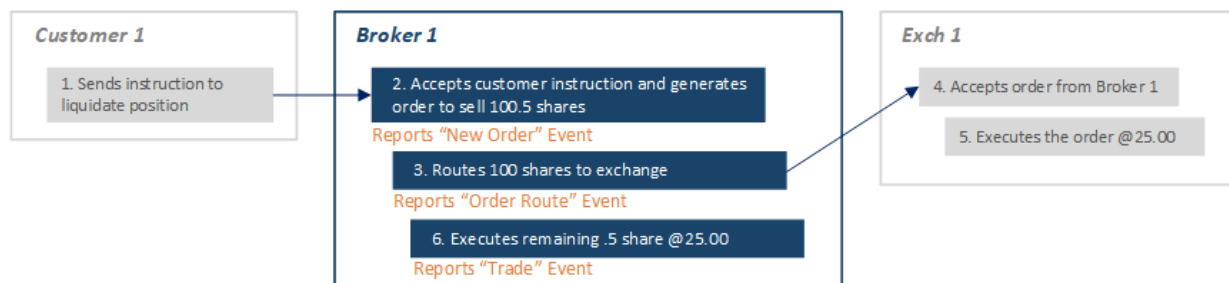 Customer 1
1. Sends instruction to
liquidate position
Broker 1
2. Accepts customer instruction and generates
order to sell 100.5 shares
Reports “New Order” Event
3. Routes 100 shares to exchange
Reports “Order Route” Event
6. Executes remaining .5 share @25.00
Reports “Trade” Event
Exch 1
4. Accepts order from Broker 1
5. Executes the order @25.00